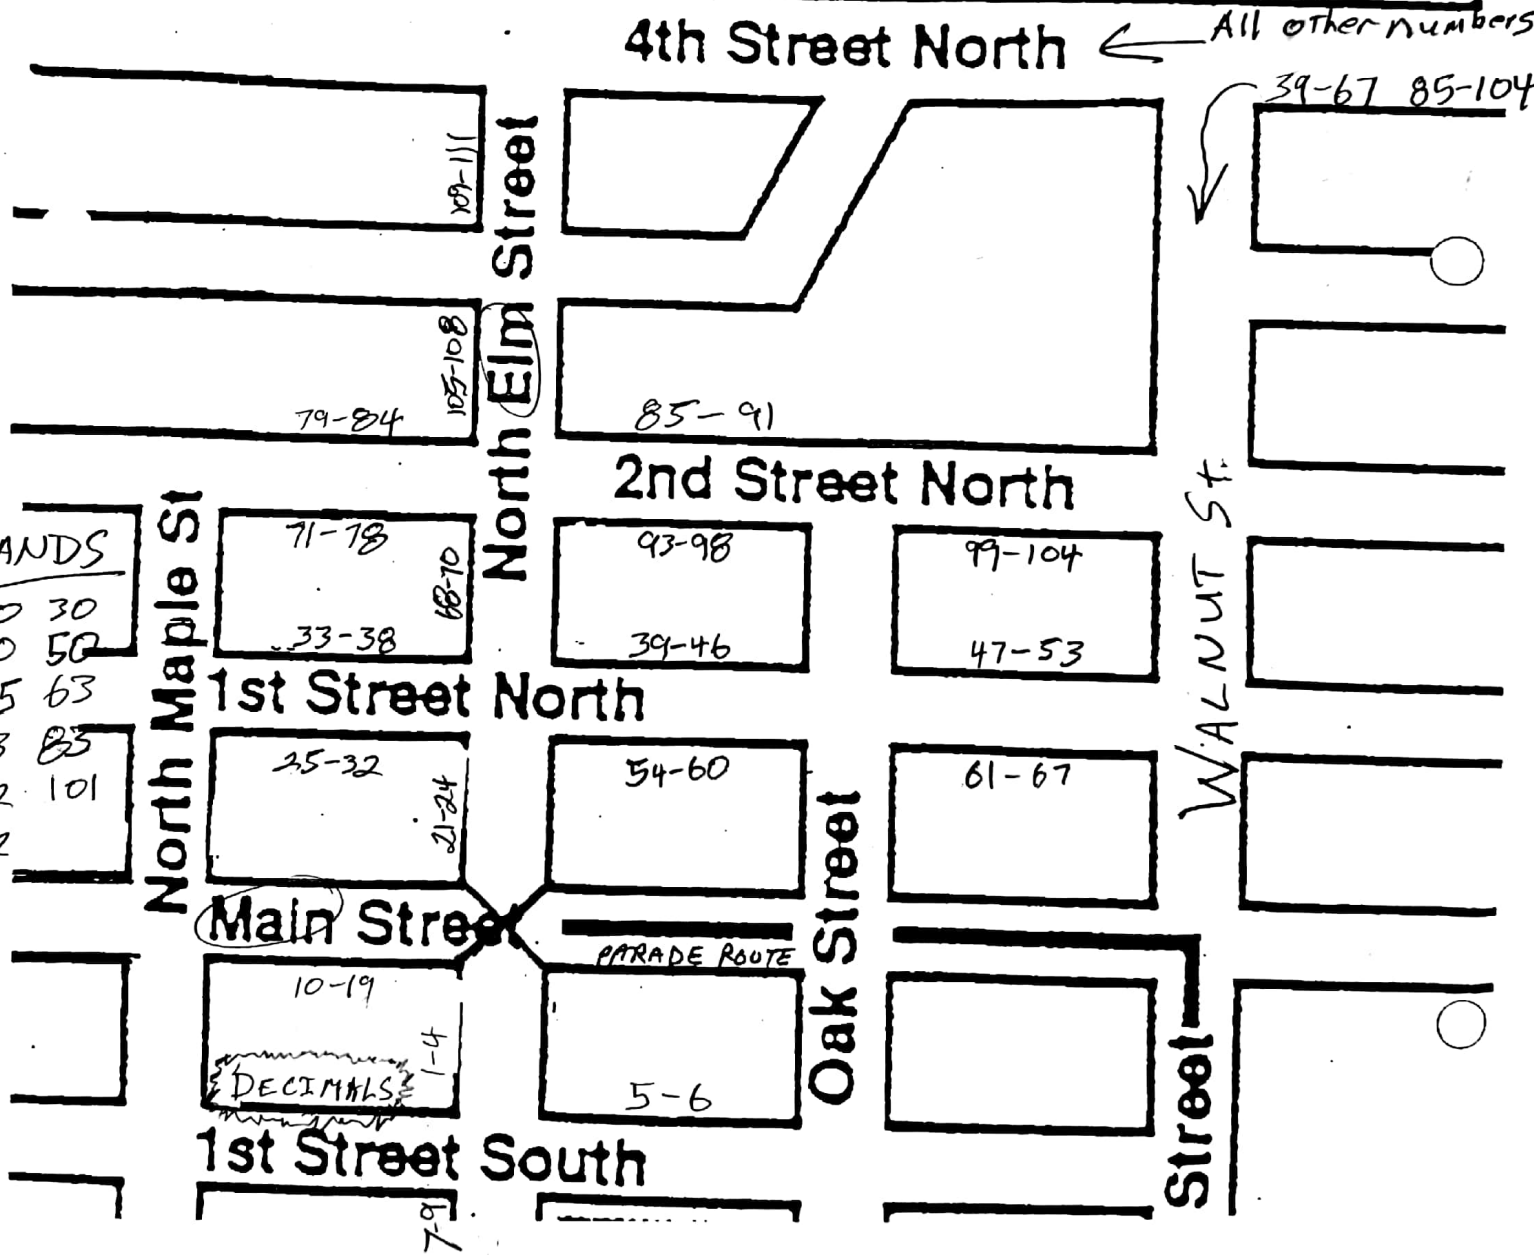 4th Street North
All other numbers
39-67 85-104
109-111
North Elm Street
105-108
79-84
85-91
2nd Street North
WALNUT St.
North Maple St
ANDS
30
50
63
83
101
71-78
68-70
93-98
99-104
33-38
39-46
47-53
1st Street North
25-32
21-24
54-60
61-67
Main Street
PARADE ROUTE
Oak Street
10-19
1-4
DECIMALS
5-6
1st Street South
Street
7-9